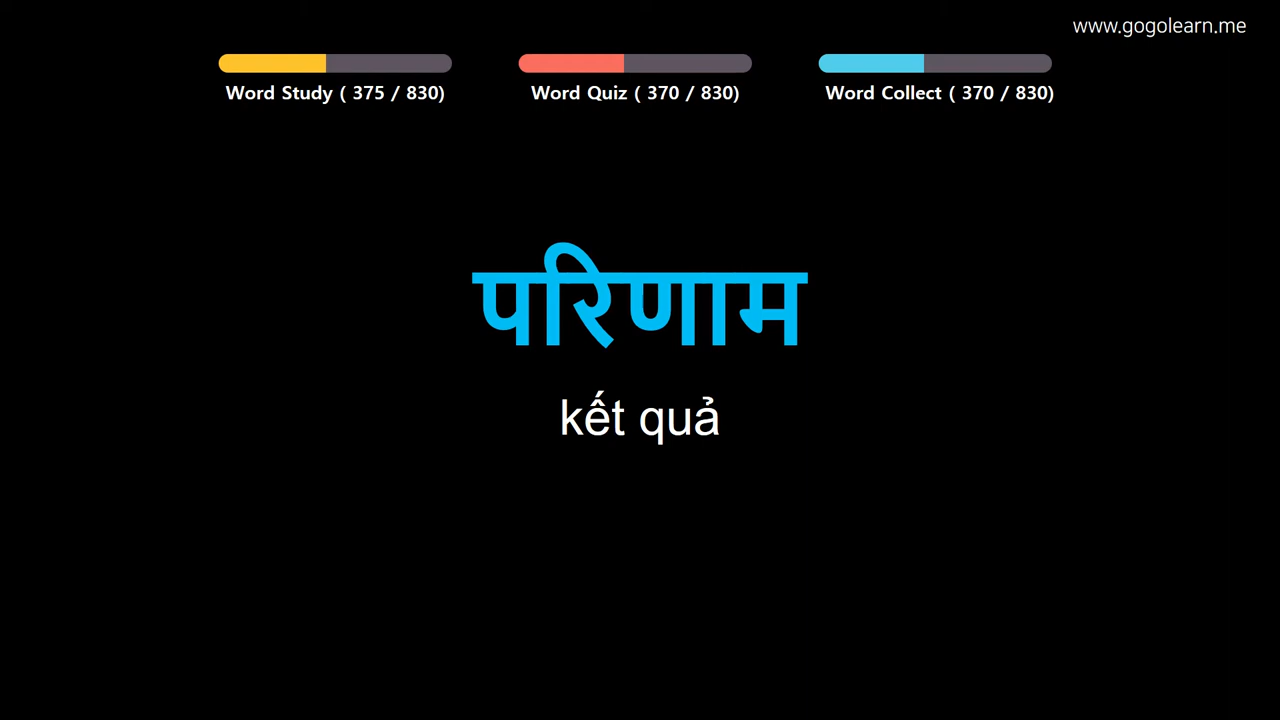 www.gogolearn.me
Word Study ( 375 / 830)
Word Quiz ( 370 / 830)
Word Collect ( 370 / 830)
परिणाम
kết quả